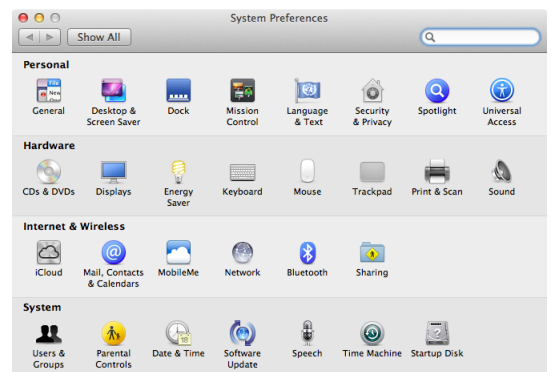 System Preferences
Show All
Personal
General
Desktop &
Screen Saver
Dock
Mission
Control
Language
& Text
Security
& Privacy
Spotlight
Universal
Access
Hardware
CDs & DVDs
Displays
Energy
Saver
Keyboard
Mouse
Trackpad
Print & Scan
Sound
Internet & Wireless
iCloud
Mail, Contacts
& Calendars
MobileMe
Network
Bluetooth
Sharing
System
Users &
Groups
Parental
Controls
Date & Time
Software
Update
Speech
Time Machine
Startup Disk